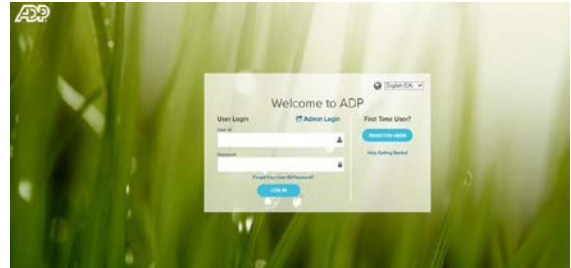 ADP
English (CA)
Welcome to ADP
User Login
Admin Login
First Time User?
User ID
REGISTER HERE
Password
Help Getting Started
Forgot Your User ID/Password?
LOG IN